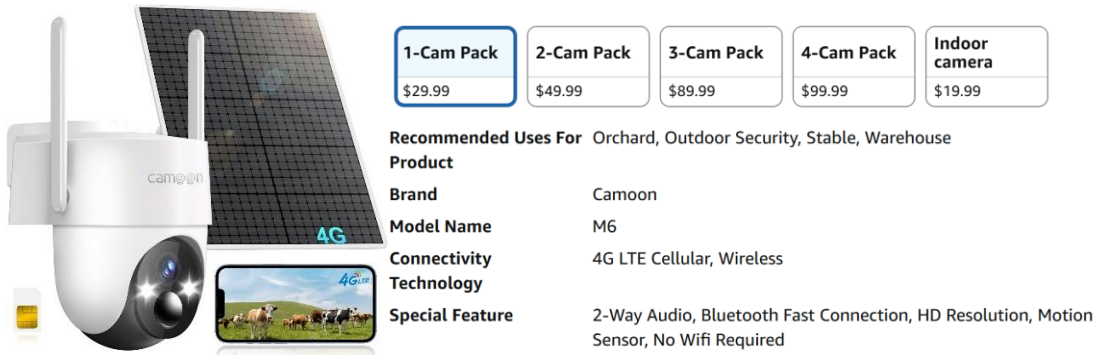 1-Cam Pack
$29.99
2-Cam Pack
$49.99
3-Cam Pack
$89.99
4-Cam Pack
$99.99
Indoor
camera
$19.99
camoon
4G
4G LTE
Recommended Uses For
Product
Orchard, Outdoor Security, Stable, Warehouse
Brand
Camoon
Model Name
M6
Connectivity
Technology
4G LTE Cellular, Wireless
Special Feature
2-Way Audio, Bluetooth Fast Connection, HD Resolution, Motion
Sensor, No Wifi Required